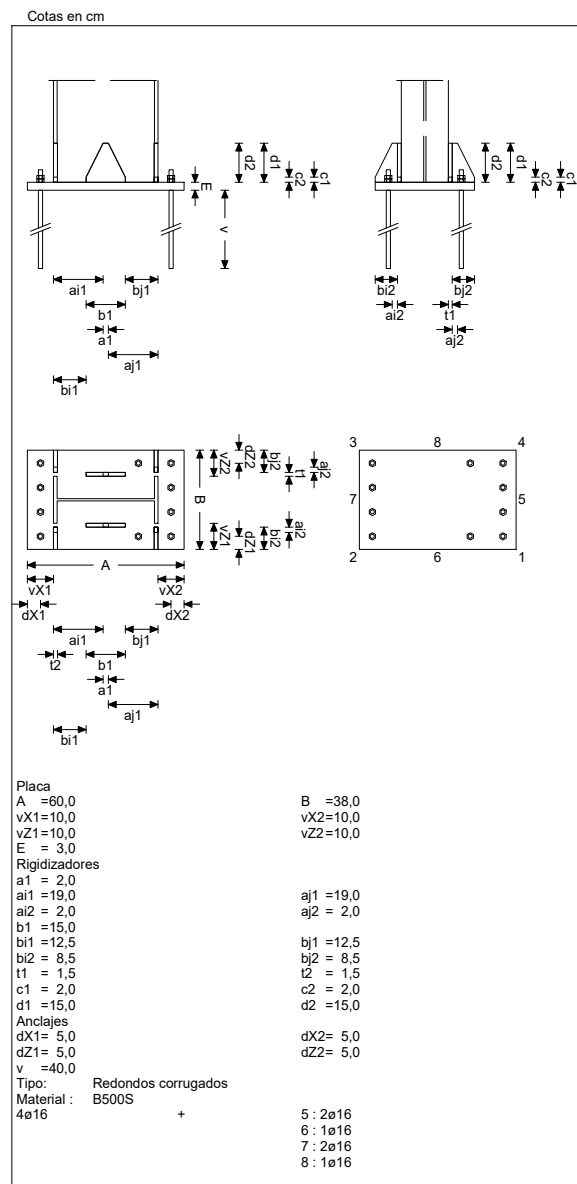 Cotas en cm
d2 d1 c2 c1
E
v
ai1 bj1
b1
a1
aj1
bi1
d2 d1 c2 c1
bi2 bj2
ai2 t1
aj2
vZ2 dZ2 bj2 t1 aj2
B
vZ1 dZ1 bi2 ai2
A
vX1 vX2
dX1 dX2
ai1 bj1
t2 b1
a1
aj1
bi1
3 8 4
7 5
2 6 1
Placa
A =60,0 B =38,0
vX1=10,0 vX2=10,0
vZ1=10,0 vZ2=10,0
E = 3,0
Rigidizadores
a1 = 2,0
ai1 =19,0 aj1 =19,0
ai2 = 2,0 aj2 = 2,0
b1 =15,0
bi1 =12,5 bj1 =12,5
bi2 = 8,5 bj2 = 8,5
t1 = 1,5 t2 = 1,5
c1 = 2,0 c2 = 2,0
d1 =15,0 d2 =15,0
Anclajes
dX1= 5,0 dX2= 5,0
dZ1= 5,0 dZ2= 5,0
v =40,0
Tipo: Redondos corrugados
Material : B500S
4ø16 + 5 : 2ø16
6 : 1ø16
7 : 2ø16
8 : 1ø16